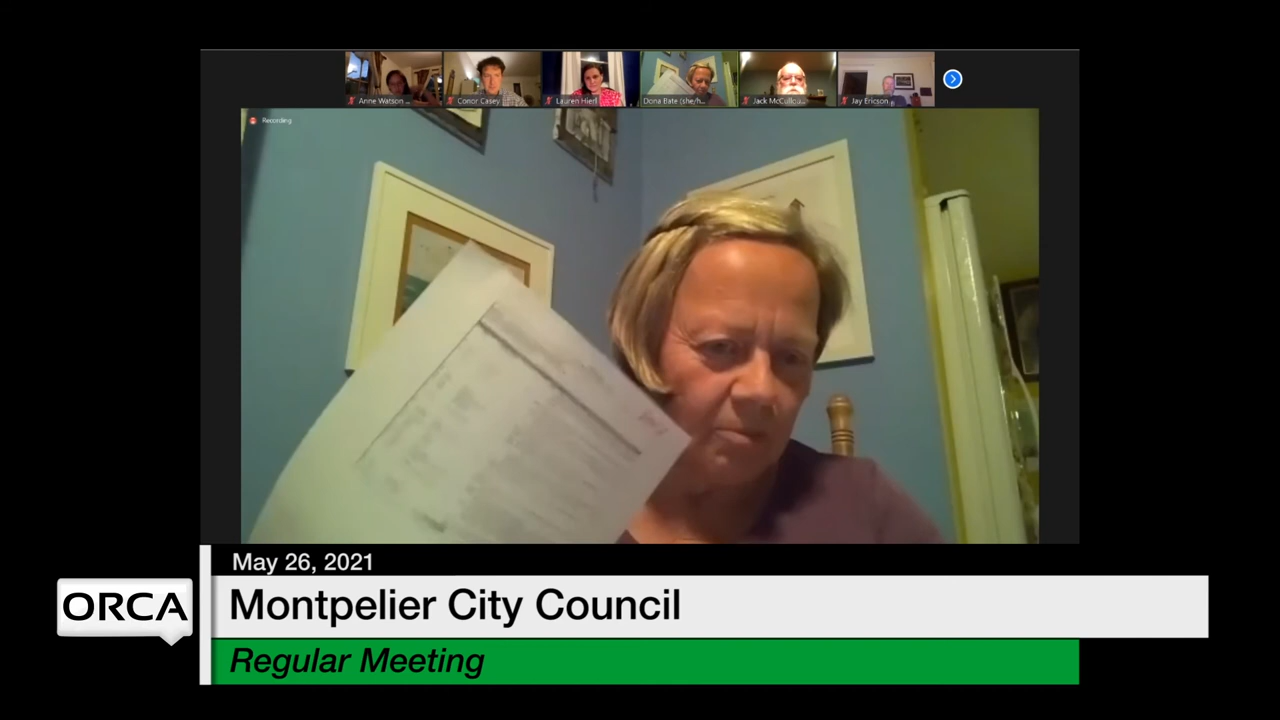 Anne Watson ...
Conor Casey
Lauren Hierl
Dona Bate (she/h...
Jack McCullou...
Jay Ericson
Recording
May 26, 2021
ORCA
Montpelier City Council
Regular Meeting